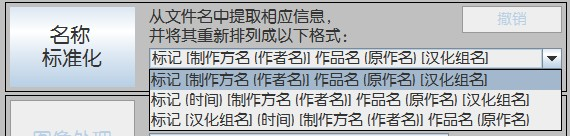 名称
标准化
从文件名中提取相应信息,
并将其重新排列成以下格式:
撤销
标记 [制作方名 (作者名)] 作品名 (原作名) [汉化组名]
标记 [制作方名 (作者名)] 作品名 (原作名) [汉化组名]
标记 (时间) [制作方名 (作者名)] 作品名 (原作名) [汉化组名]
标记 [汉化组名] (时间) [制作方名 (作者名)] 作品名 (原作名)